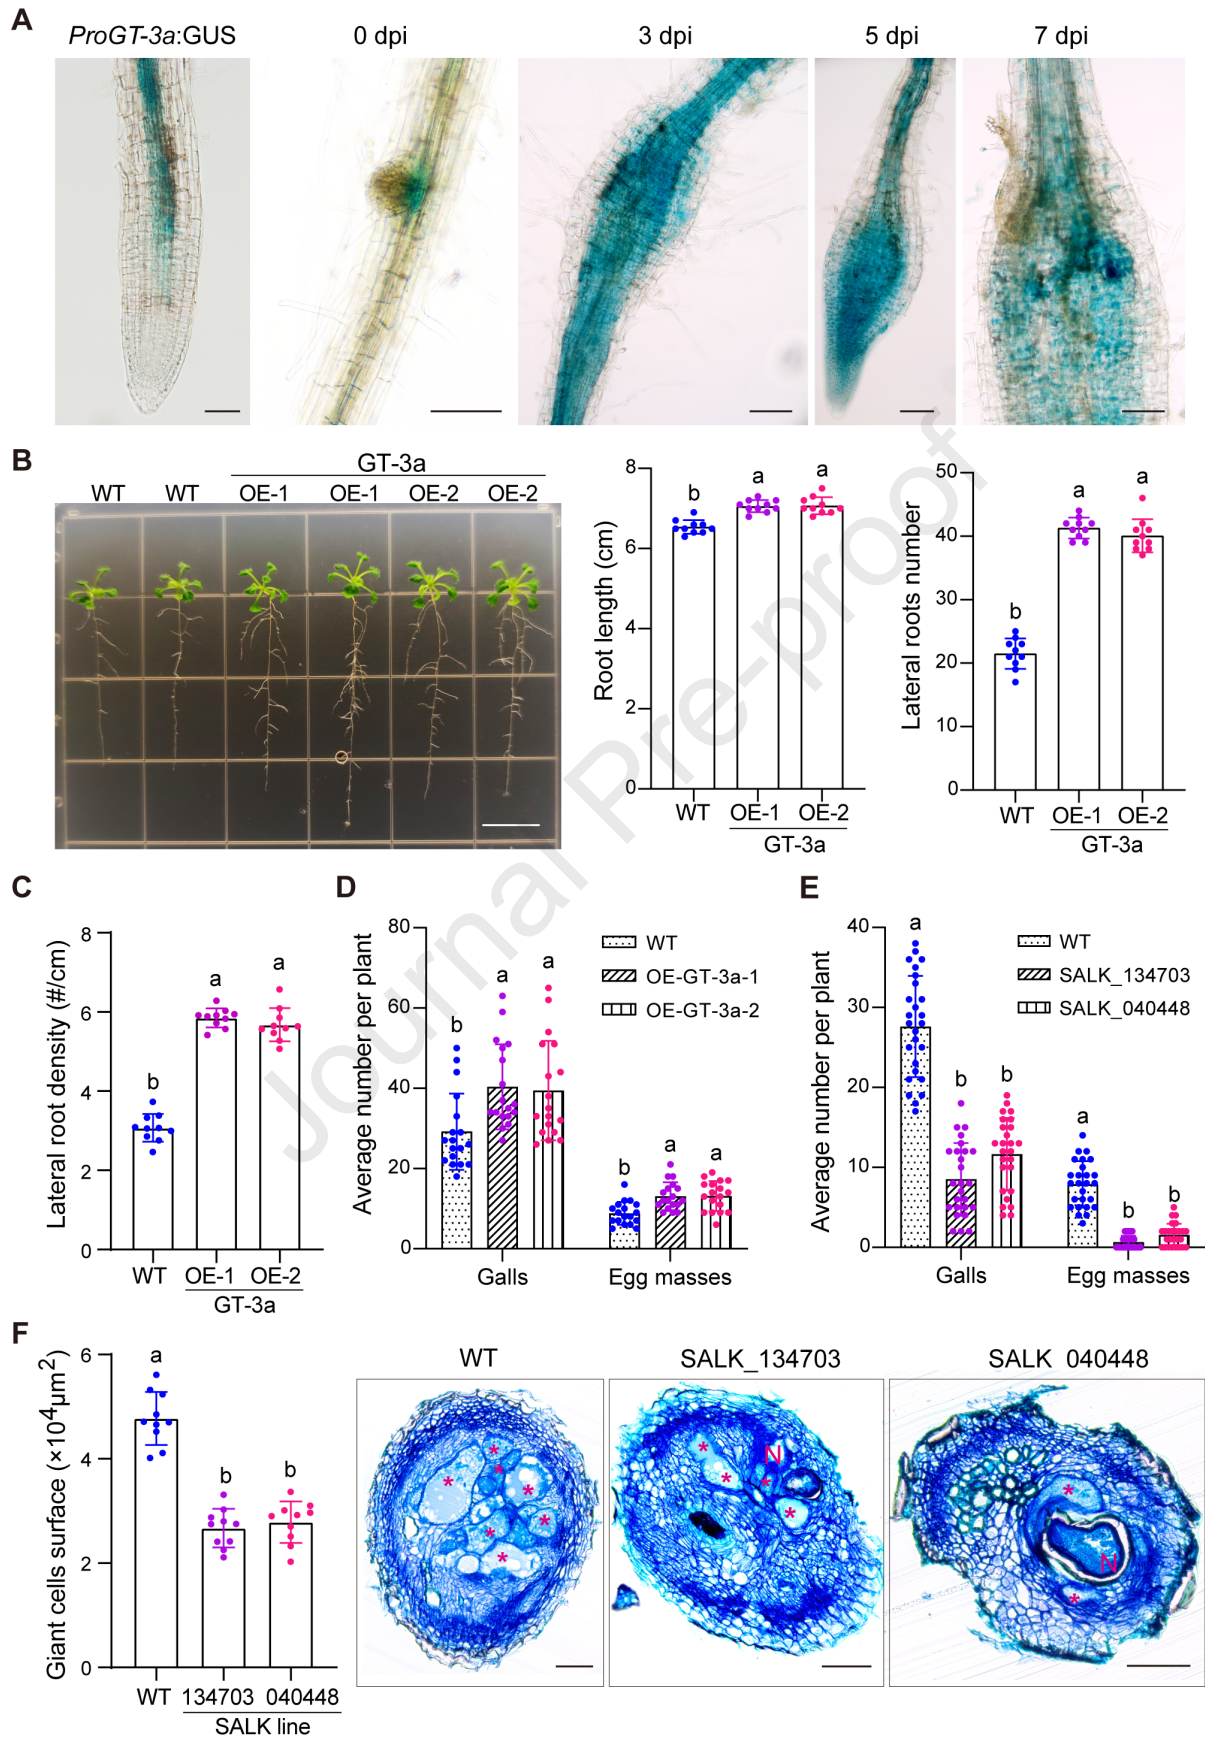 A
ProGT-3a:GUS 0 dpi 3 dpi 5 dpi 7 dpi
B
GT-3a
WT WT OE-1 OE-1 OE-2 OE-2
Root length (cm)
8
6
4
2
0
b a a
WT OE-1 OE-2
GT-3a
Lateral roots number
50
40
30
20
10
0
b a a
WT OE-1 OE-2
GT-3a
Journal Pre-proof
C
Lateral root density (#/cm)
8
6
4
2
0
b a a
WT OE-1 OE-2
GT-3a
D
Average number per plant
80
60
40
20
0
WT
OE-GT-3a-1
OE-GT-3a-2
b a a
b a a
Galls Egg masses
E
Average number per plant
40
30
20
10
0
WT
SALK_134703
SALK_040448
a b b
a b b
Galls Egg masses
F
Giant cells surface (×10⁴μm²)
6
4
2
0
a b b
WT 134703 040448
SALK line
WT SALK_134703 SALK 040448
* * * * * * *
* * * * N
* * N